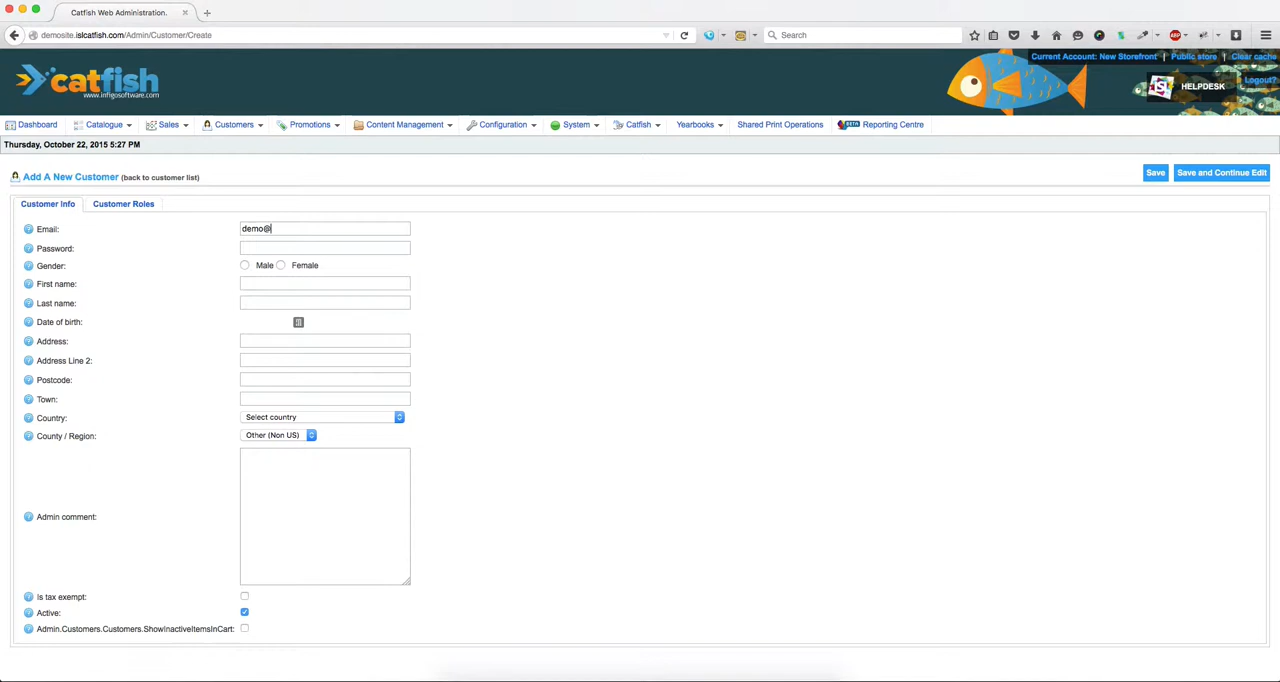 Catfish Web Administration.
demosite.islcatfish.com/Admin/Customer/Create
Search
catfish
www.infigosoftware.com
Current Account: New Storefront | Public store | Clear cache
Logout?
isl HELPDESK
Dashboard Catalogue Sales Customers Promotions Content Management Configuration System Catfish Yearbooks Shared Print Operations BETA Reporting Centre
Thursday, October 22, 2015 5:27 PM
Add A New Customer (back to customer list)
Save Save and Continue Edit
Customer Info Customer Roles
Email: demo@
Password:
Gender: Male Female
First name:
Last name:
Date of birth:
Address:
Address Line 2:
Postcode:
Town:
Country: Select country
County / Region: Other (Non US)
Admin comment:
Is tax exempt:
Active:
Admin.Customers.Customers.ShowInactiveItemsInCart: